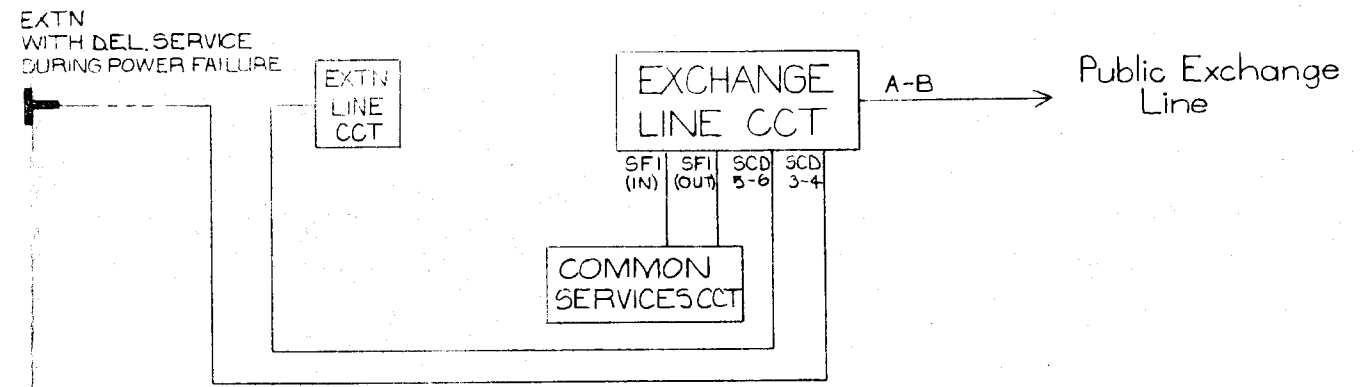 EXTN
WITH D.E.L. SERVICE
DURING POWER FAILURE
EXTN
LINE
CCT
EXCHANGE
LINE CCT
A-B
Public Exchange
Line
SFI
(IN)
SFI
(OUT)
SCD
5-6
SCD
3-4
COMMON
SERVICES CCT